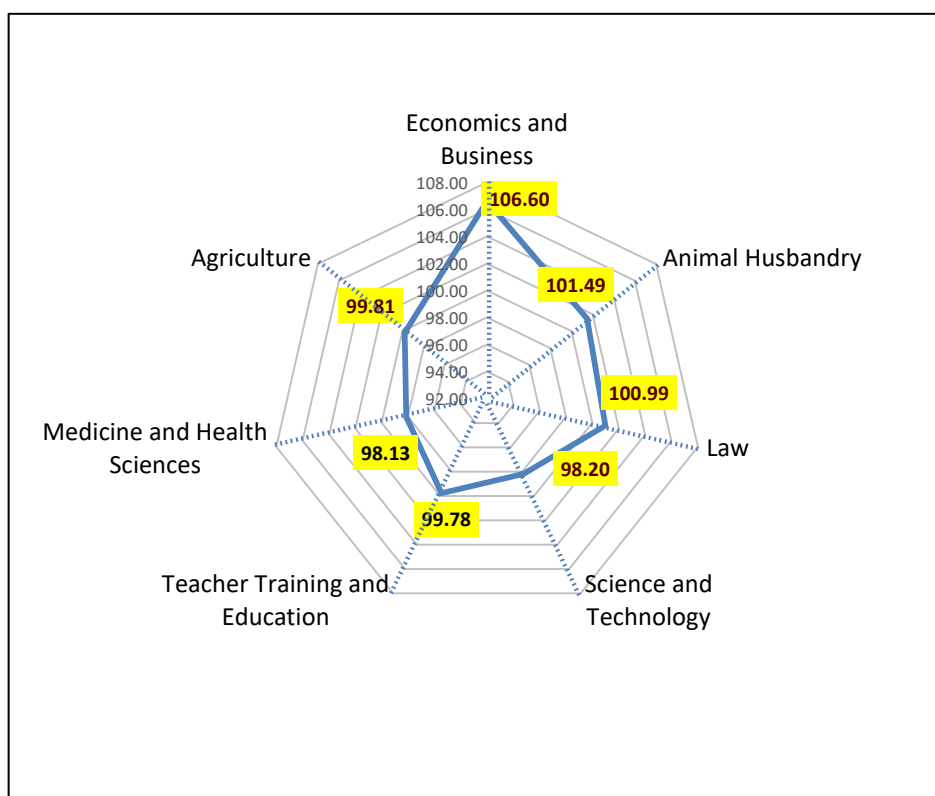 Economics and
Business
108.00
106.60
106.00
104.00
Agriculture
Animal Husbandry
102.00
101.49
100.00
99.81
98.00
96.00
94.00
100.99
92.00
Medicine and Health
Sciences
Law
98.13
98.20
99.78
Teacher Training and
Education
Science and
Technology